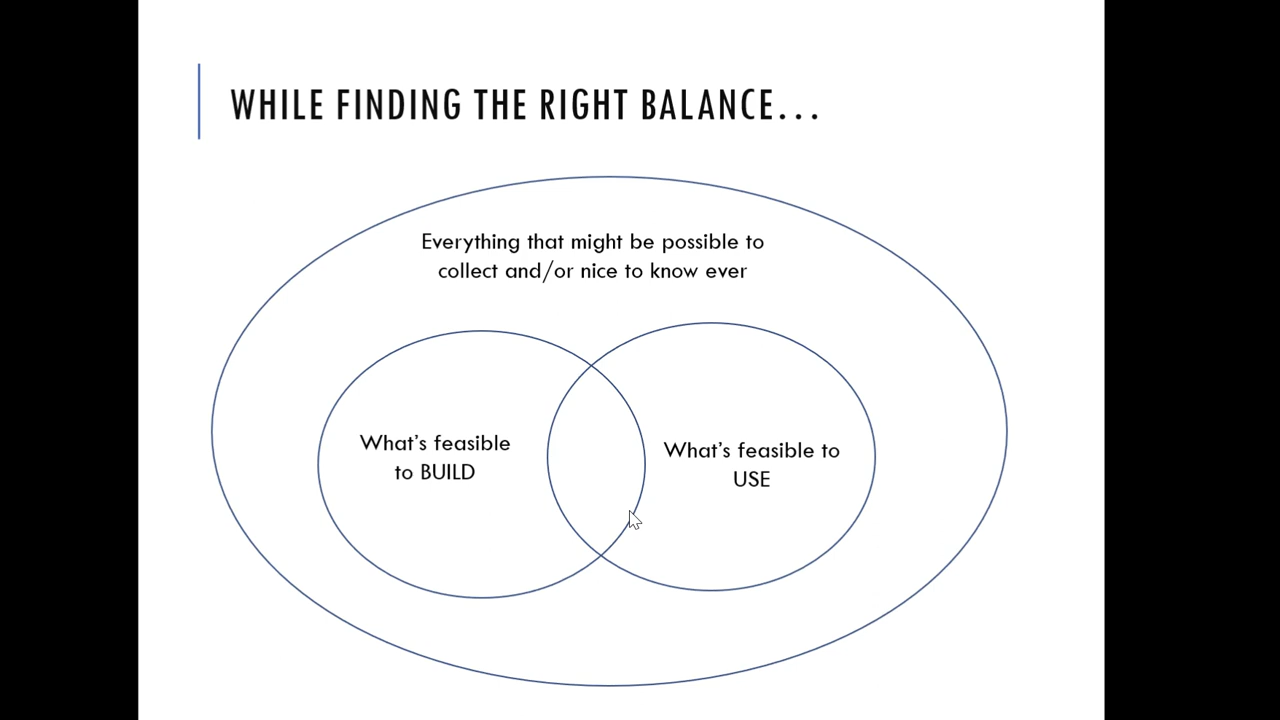 WHILE FINDING THE RIGHT BALANCE...
Everything that might be possible to
collect and/or nice to know ever
What's feasible
to BUILD
What's feasible to
USE